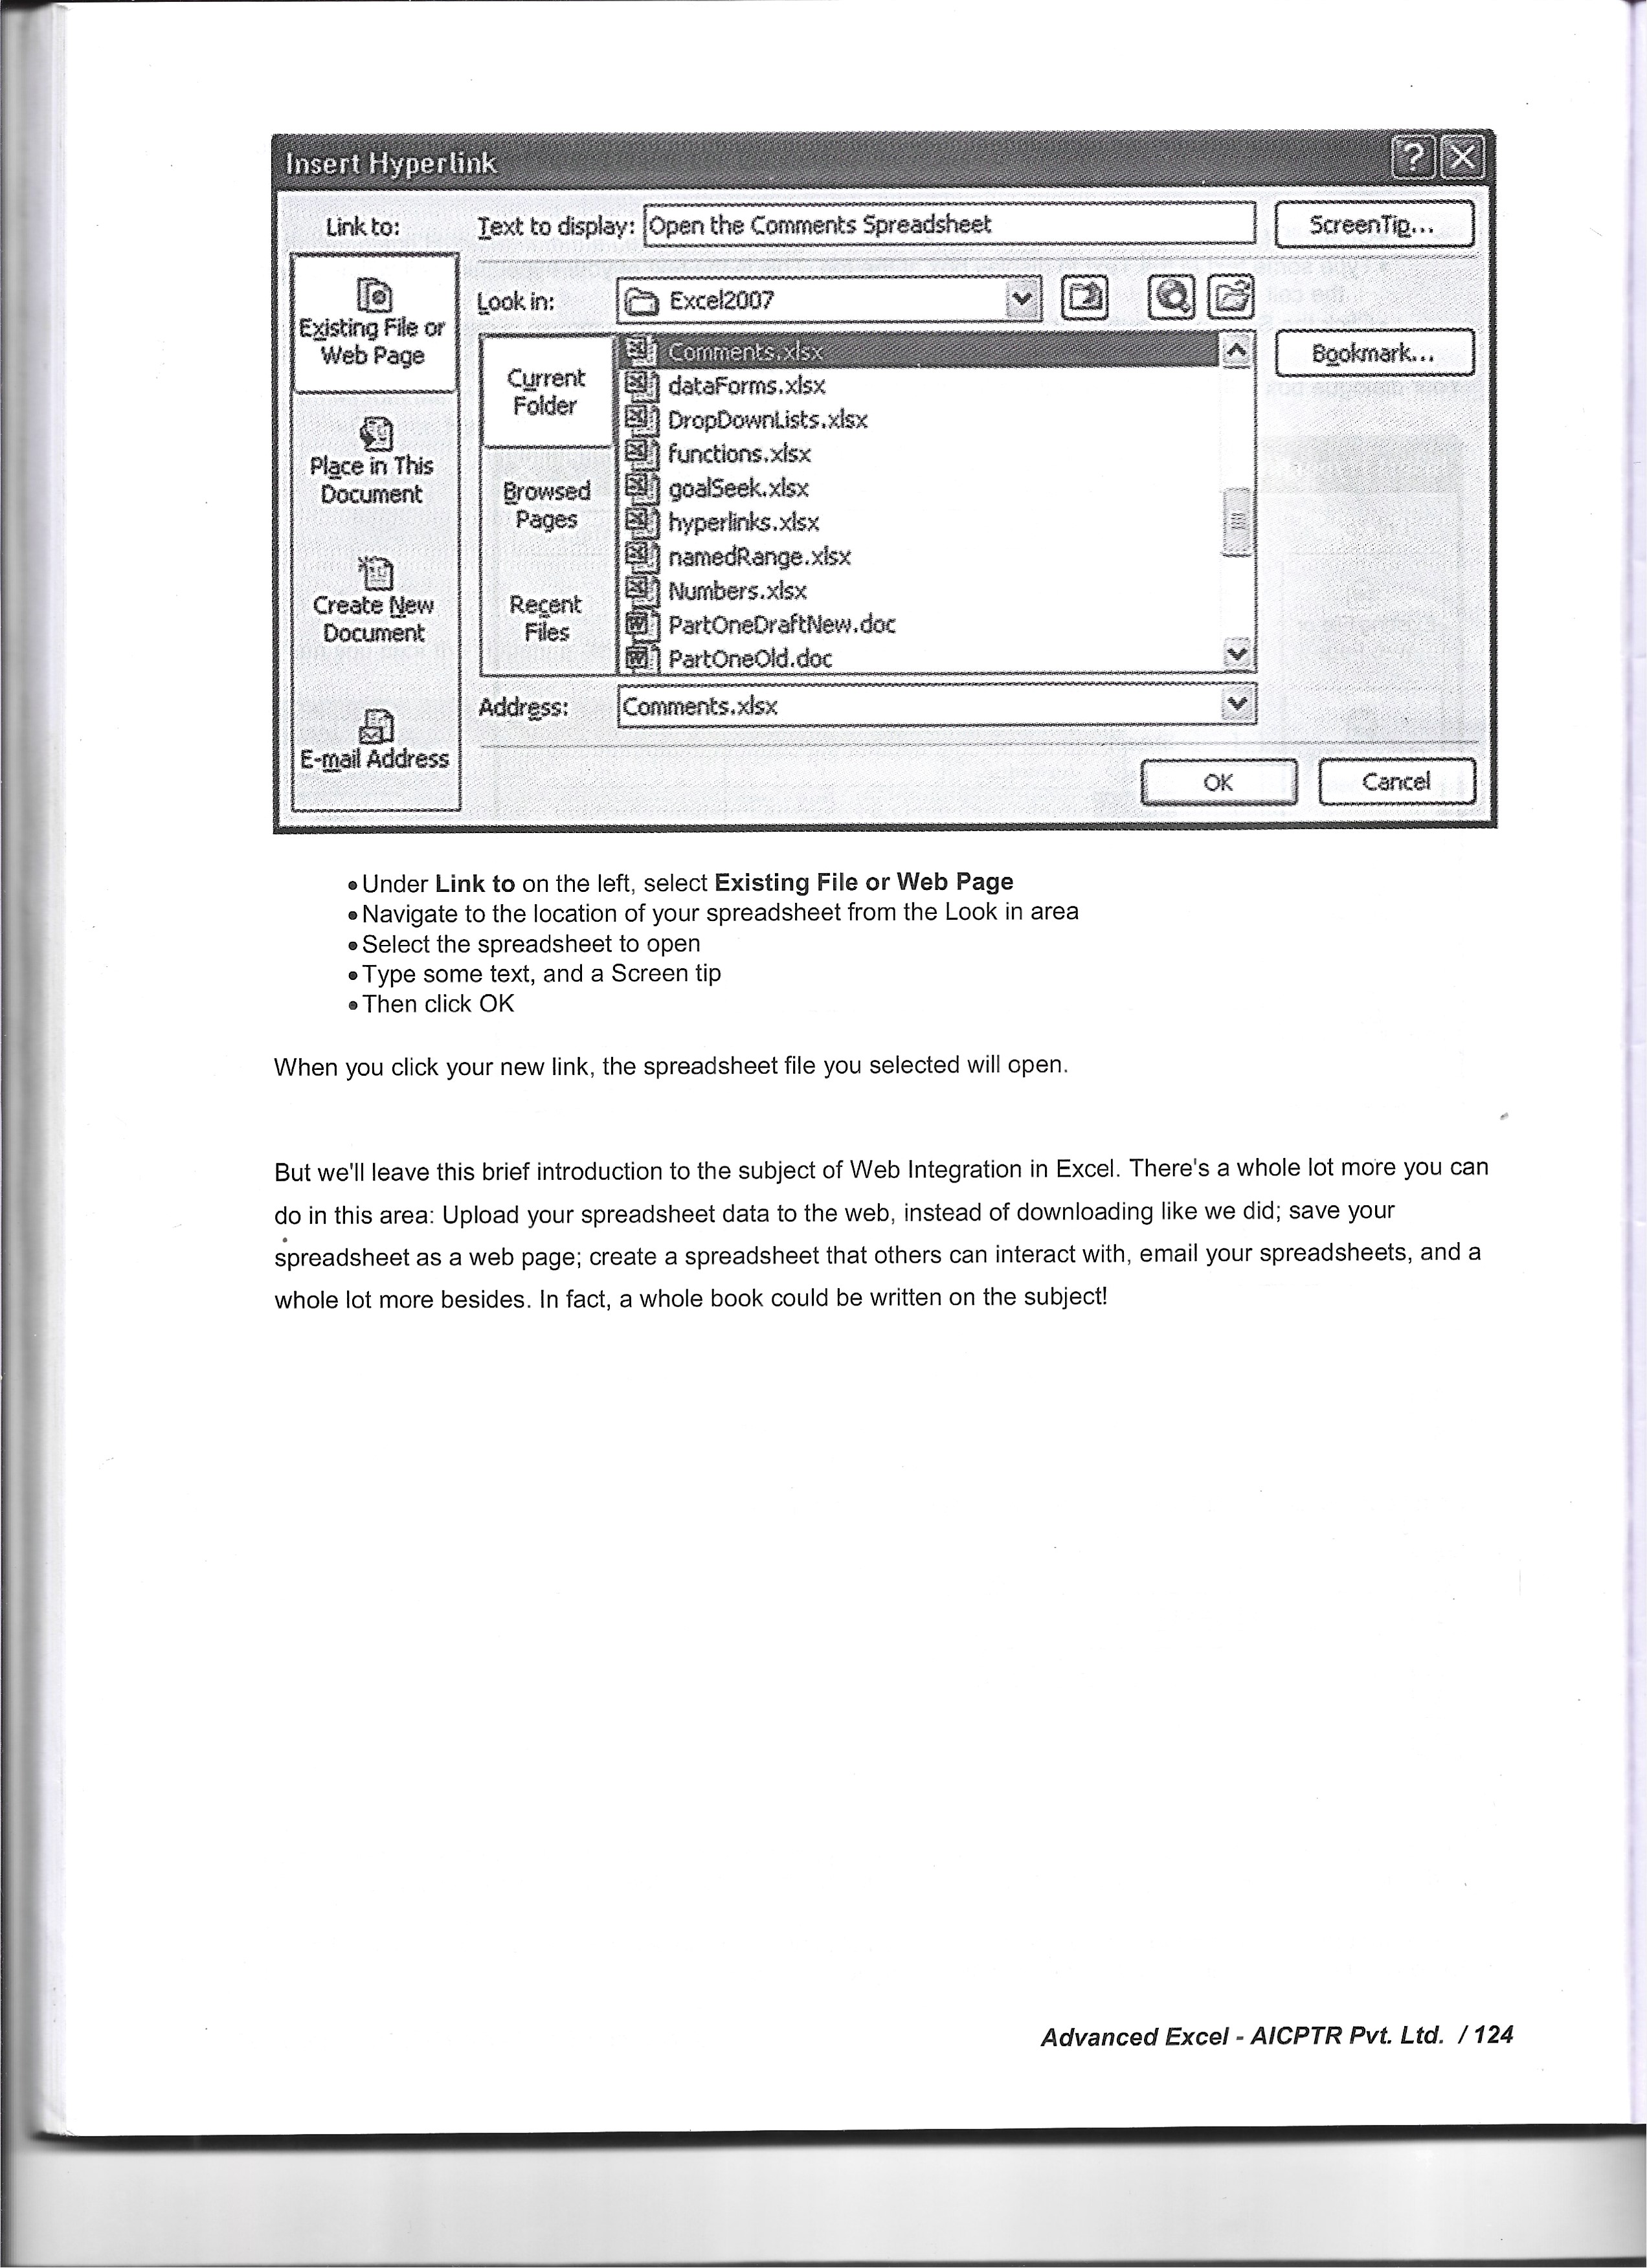 Insert Hyperlink
Link to:
Text to display: Open the Comments Spreadsheet
ScreenTip...
Existing File or
Web Page
Look in: Excel2007
Bookmark...
Current
Folder
Comments.xlsx
dataForms.xlsx
DropDownLists.xlsx
functions.xlsx
goalSeek.xlsx
hyperlinks.xlsx
namedRange.xlsx
Numbers.xlsx
PartOneDraftNew.doc
PartOneOld.doc
Place in This
Document
Browsed
Pages
Create New
Document
Recent
Files
Address: Comments.xlsx
E-mail Address
OK
Cancel
• Under Link to on the left, select Existing File or Web Page
• Navigate to the location of your spreadsheet from the Look in area
• Select the spreadsheet to open
• Type some text, and a Screen tip
• Then click OK
When you click your new link, the spreadsheet file you selected will open.
But we'll leave this brief introduction to the subject of Web Integration in Excel. There's a whole lot more you can
do in this area: Upload your spreadsheet data to the web, instead of downloading like we did; save your
spreadsheet as a web page; create a spreadsheet that others can interact with, email your spreadsheets, and a
whole lot more besides. In fact, a whole book could be written on the subject!
Advanced Excel - AICPTR Pvt. Ltd. / 124